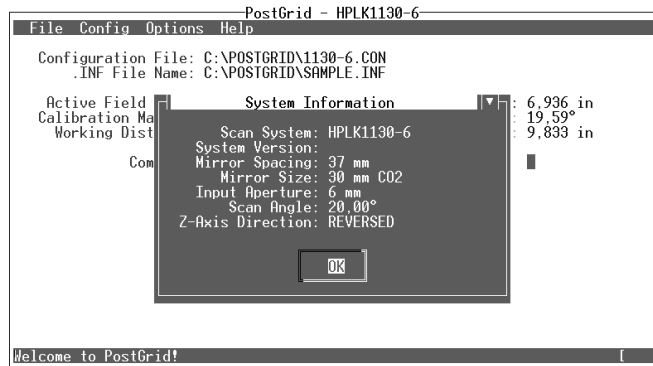 PostGrid - HPLK1130-6
File Config Options Help
Configuration File: C:\POSTGRID\1130-6.CON
.INF File Name: C:\POSTGRID\SAMPLE.INF
Active Field : 6,936 in
Calibration Ma : 19,59°
Working Dist : 9,833 in
Com
System Information
Scan System: HPLK1130-6
System Version:
Mirror Spacing: 37 mm
Mirror Size: 30 mm CO2
Input Aperture: 6 mm
Scan Angle: 20,00°
Z-Axis Direction: REVERSED
OK
Welcome to PostGrid! [